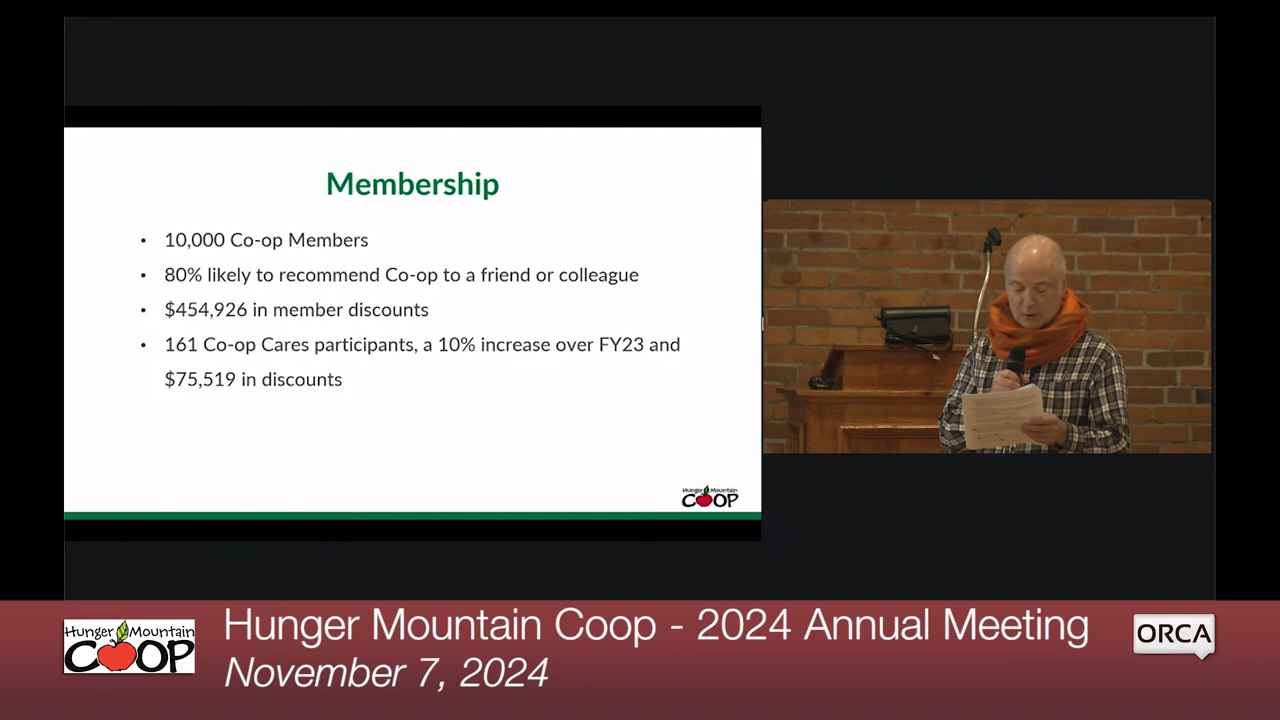 Membership
• 10,000 Co-op Members
• 80% likely to recommend Co-op to a friend or colleague
• $454,926 in member discounts
• 161 Co-op Cares participants, a 10% increase over FY23 and
$75,519 in discounts
Hunger Mountain
COOP
Hunger Mountain
COOP
Hunger Mountain Coop - 2024 Annual Meeting
November 7, 2024
ORCA